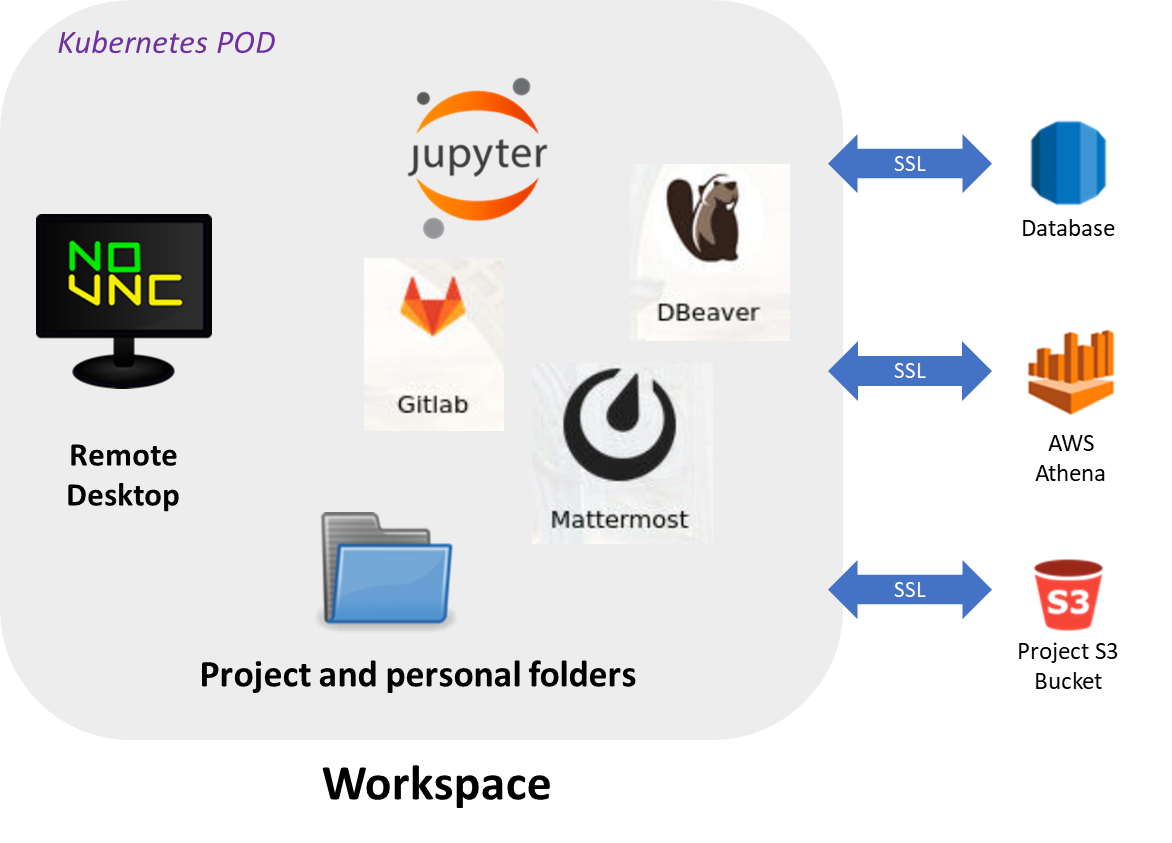 Kubernetes POD
jupyter
SSL
Database
DBeaver
NO
VNC
Gitlab
SSL
AWS
Athena
Remote
Desktop
Mattermost
SSL
S3
Project S3
Bucket
Project and personal folders
Workspace